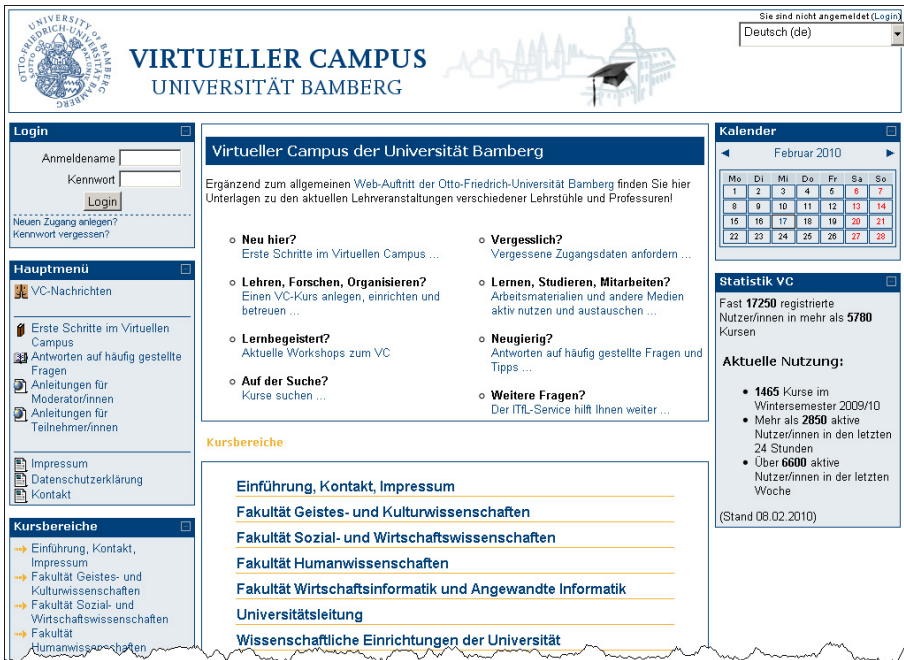 UNIVERSITY OF BAMBERG
OTTO-FRIEDRICH-UNIVERSITÄT BAMBERG
VIRTUELLER CAMPUS
UNIVERSITÄT BAMBERG
Sie sind nicht angemeldet (Login)
Deutsch (de)
Login
Anmeldename
Kennwort
Login
Neuen Zugang anlegen?
Kennwort vergessen?
Hauptmenü
VC-Nachrichten
Erste Schritte im Virtuellen
Campus
Antworten auf häufig gestellte
Fragen
Anleitungen für
Moderator/innen
Anleitungen für
Teilnehmer/innen
Impressum
Datenschutzerklärung
Kontakt
Kursbereiche
Einführung, Kontakt,
Impressum
Fakultät Geistes- und
Kulturwissenschaften
Fakultät Sozial- und
Wirtschaftswissenschaften
Fakultät
Humanwissenschaften
Virtueller Campus der Universität Bamberg
Ergänzend zum allgemeinen Web-Auftritt der Otto-Friedrich-Universität Bamberg finden Sie hier
Unterlagen zu den aktuellen Lehrveranstaltungen verschiedener Lehrstühle und Professuren!
Neu hier?
Erste Schritte im Virtuellen Campus ...
Lehren, Forschen, Organisieren?
Einen VC-Kurs anlegen, einrichten und
betreuen ...
Lernbegeistert?
Aktuelle Workshops zum VC
Auf der Suche?
Kurse suchen ...
Vergesslich?
Vergessene Zugangsdaten anfordern ...
Lernen, Studieren, Mitarbeiten?
Arbeitsmaterialien und andere Medien
aktiv nutzen und austauschen ...
Neugierig?
Antworten auf häufig gestellte Fragen und
Tipps ...
Weitere Fragen?
Der ITfL-Service hilft Ihnen weiter ...
Kursbereiche
Einführung, Kontakt, Impressum
Fakultät Geistes- und Kulturwissenschaften
Fakultät Sozial- und Wirtschaftswissenschaften
Fakultät Humanwissenschaften
Fakultät Wirtschaftsinformatik und Angewandte Informatik
Universitätsleitung
Wissenschaftliche Einrichtungen der Universität
Kalender
Februar 2010
Mo Di Mi Do Fr Sa So
1 2 3 4 5 6 7
8 9 10 11 12 13 14
15 16 17 18 19 20 21
22 23 24 25 26 27 28
Statistik VC
Fast 17250 registrierte
Nutzer/innen in mehr als 5780
Kursen
Aktuelle Nutzung:
1465 Kurse im
Wintersemester 2009/10
Mehr als 2850 aktive
Nutzer/innen in den letzten
24 Stunden
Über 6600 aktive
Nutzer/innen in der letzten
Woche
(Stand 08.02.2010)